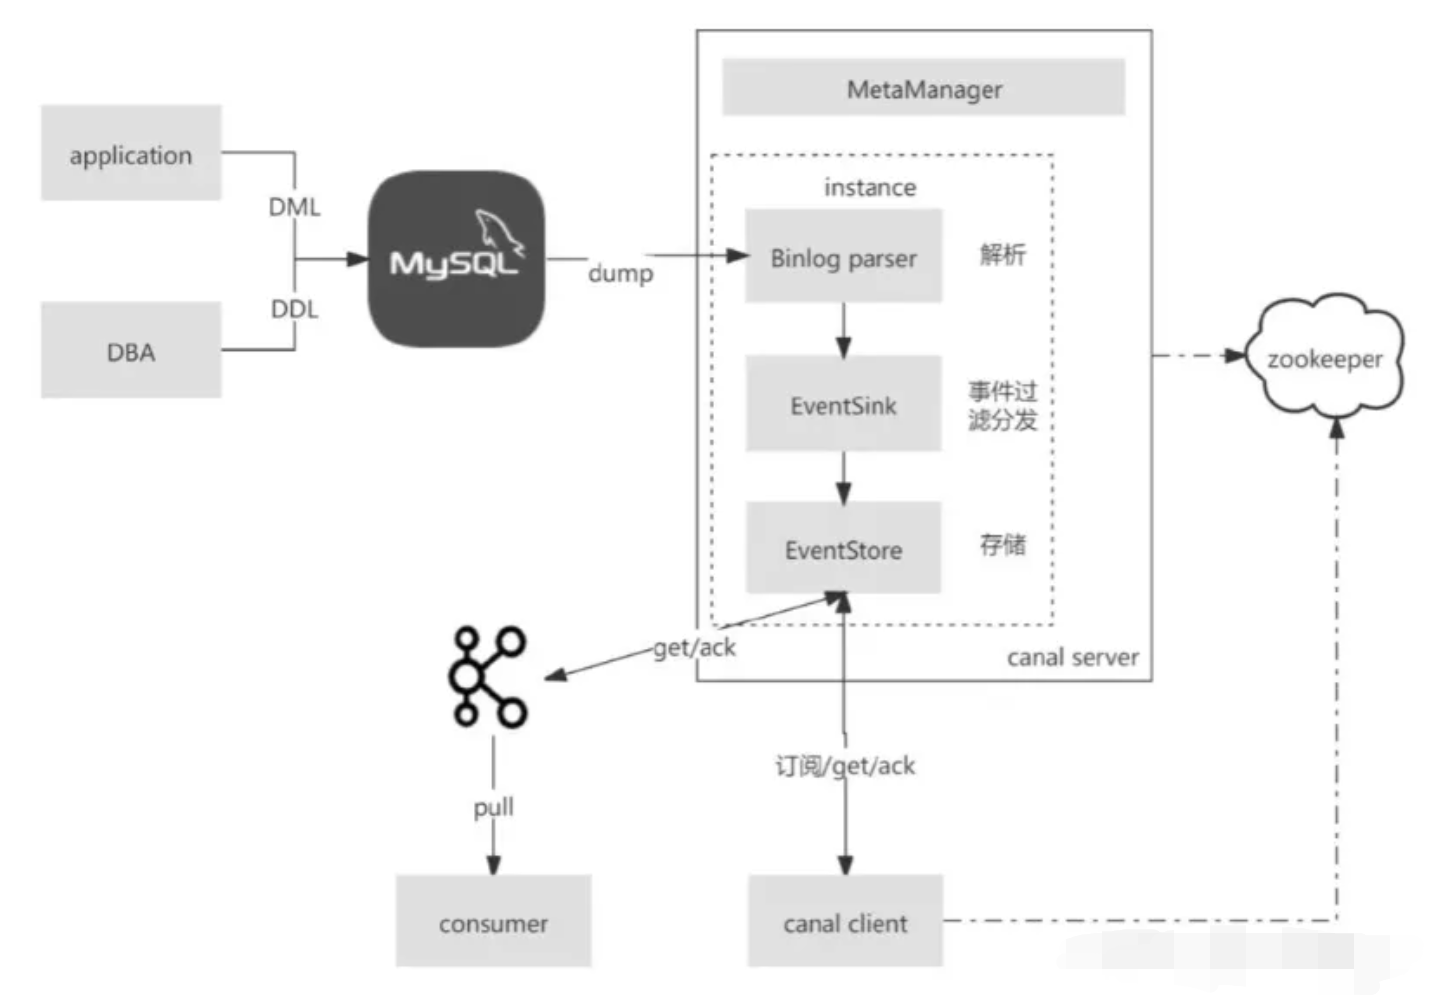 MetaManager
application
instance
DML
MySQL
dump
Binlog parser
解析
DDL
DBA
zookeeper
EventSink
事件过
滤分发
EventStore
存储
get/ack
canal server
订阅/get/ack
pull
consumer
canal client